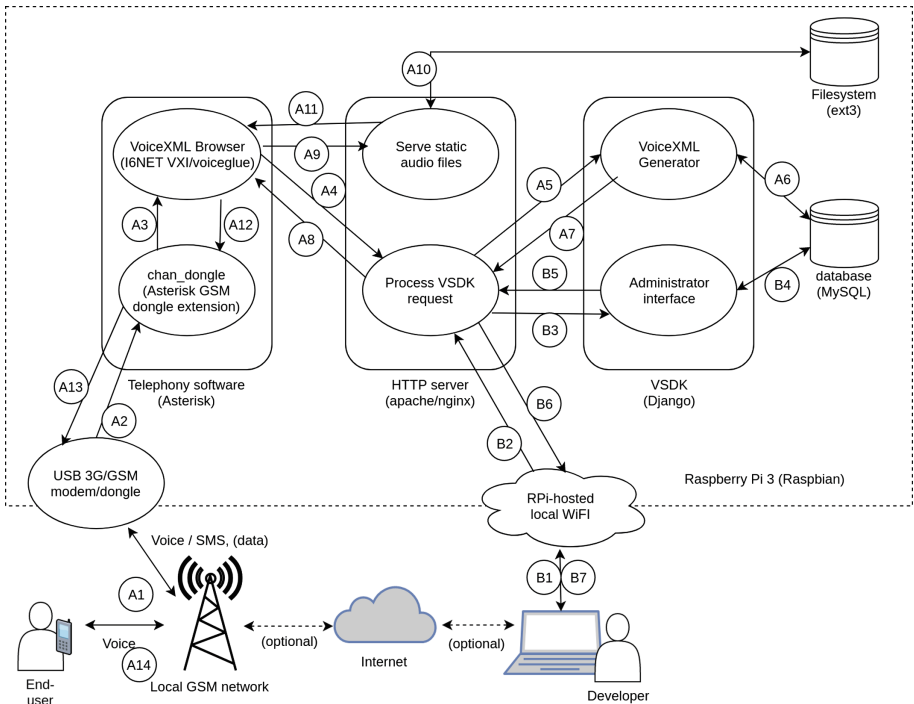 A10
Filesystem
(ext3)
A11
VoiceXML Browser
(I6NET VXI/voiceglue)
A9
Serve static
audio files
VoiceXML
Generator
A4
A5
A6
A3
A12
A8
A7
chan_dongle
(Asterisk GSM
dongle extension)
Process VSDK
request
B5
B3
Administrator
interface
B4
database
(MySQL)
Telephony software
(Asterisk)
HTTP server
(apache/nginx)
VSDK
(Django)
A13
A2
B6
B2
USB 3G/GSM
modem/dongle
RPi-hosted
local WiFI
Raspberry Pi 3 (Raspbian)
Voice / SMS, (data)
A1
B1
B7
Voice
A14
(optional)
Internet
(optional)
End-
user
Local GSM network
Developer